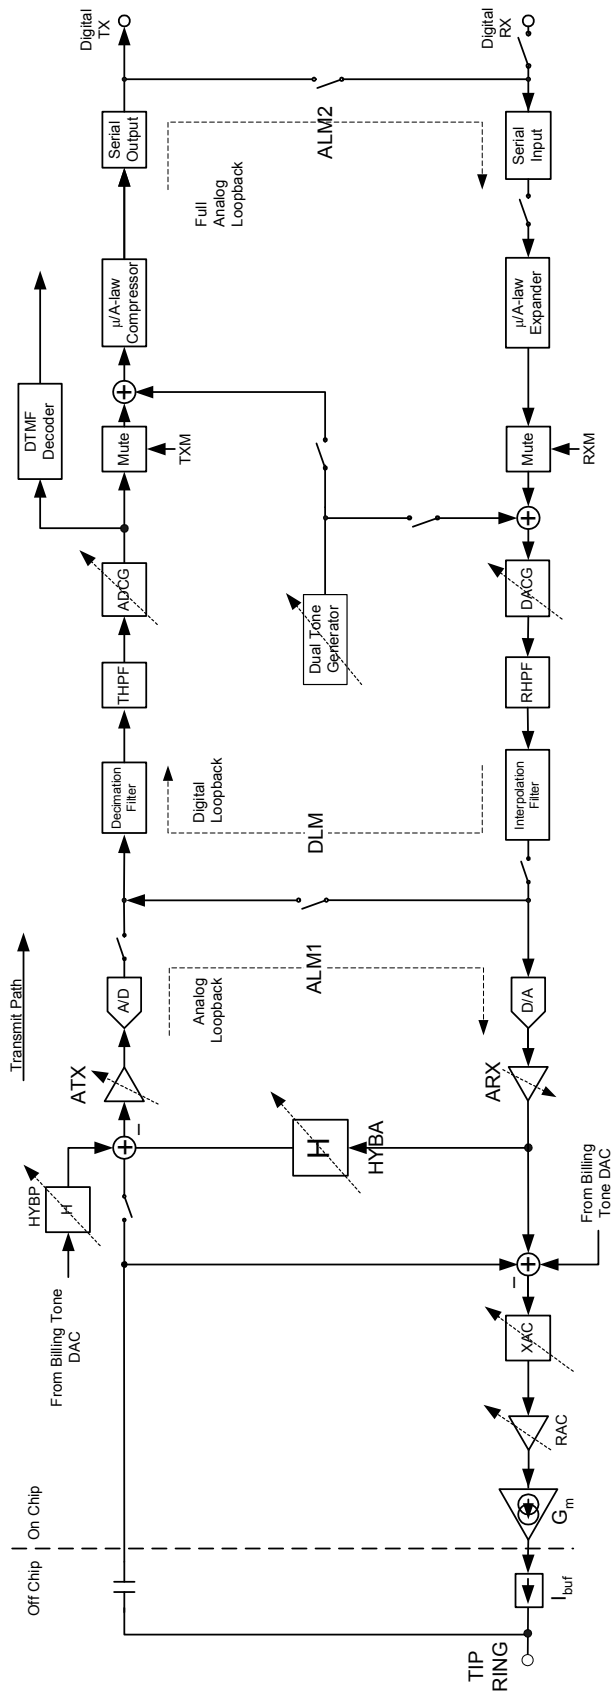 Off Chip
On Chip
Transmit Path
From Billing Tone
DAC
HYBP
H
–
ATX
A/D
Decimation
Filter
THPF
ADCG
DTMF
Decoder
Mute
TXM
+
µ/A-law
Compressor
Serial
Output
Digital
TX
Analog
Loopback
ALM1
Digital
Loopback
DLM
Full
Analog
Loopback
ALM2
H
HYBA
Dual Tone
Generator
TIP
RING
Ibuf
Gm
RAC
XAC
–
+
From Billing
Tone DAC
ARX
D/A
Interpolation
Filter
RHPF
DACG
+
Mute
RXM
µ/A-law
Expander
Serial
Input
Digital
RX
+